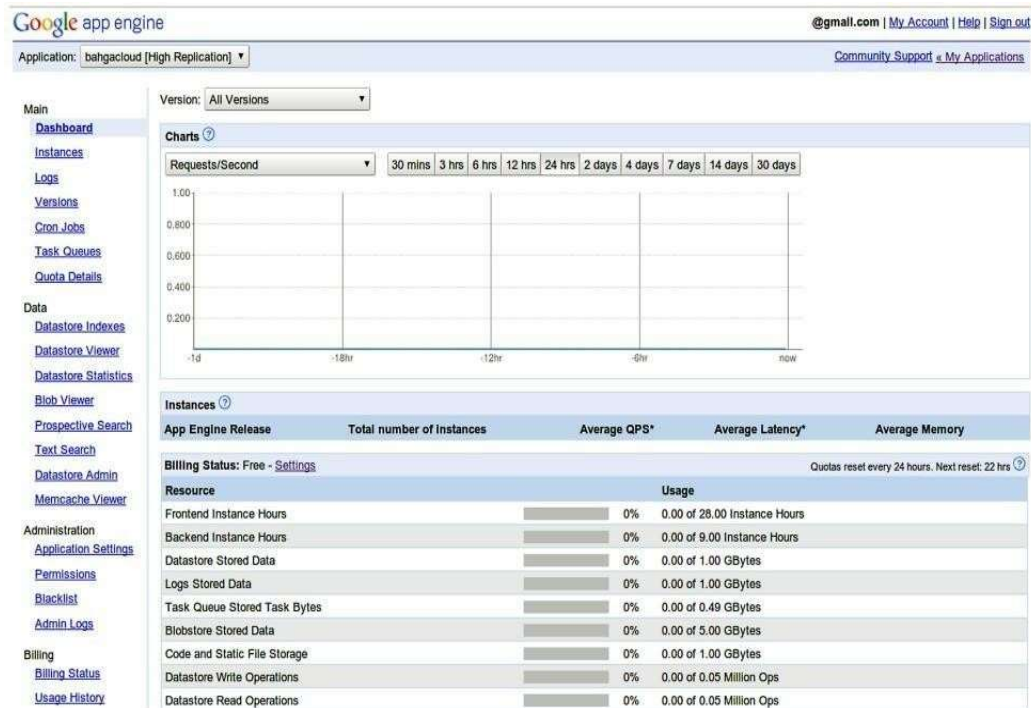 Google app engine
@gmail.com | My Account | Help | Sign out
Application: bahgacloud [High Replication]
Community Support « My Applications
Main
Dashboard
Instances
Logs
Versions
Cron Jobs
Task Queues
Quota Details
Data
Datastore Indexes
Datastore Viewer
Datastore Statistics
Blob Viewer
Prospective Search
Text Search
Datastore Admin
Memcache Viewer
Administration
Application Settings
Permissions
Blacklist
Admin Logs
Billing
Billing Status
Usage History
Version: All Versions
Charts ?
Requests/Second 30 mins 3 hrs 6 hrs 12 hrs 24 hrs 2 days 4 days 7 days 14 days 30 days
1.00
0.800
0.600
0.400
0.200
-1d -18hr -12hr -6hr now
Instances ?
App Engine Release Total number of Instances Average QPS* Average Latency* Average Memory
Billing Status: Free - Settings Quotas reset every 24 hours. Next reset: 22 hrs ?
Resource Usage
Frontend Instance Hours 0% 0.00 of 28.00 Instance Hours
Backend Instance Hours 0% 0.00 of 9.00 Instance Hours
Datastore Stored Data 0% 0.00 of 1.00 GBytes
Logs Stored Data 0% 0.00 of 1.00 GBytes
Task Queue Stored Task Bytes 0% 0.00 of 0.49 GBytes
Blobstore Stored Data 0% 0.00 of 5.00 GBytes
Code and Static File Storage 0% 0.00 of 1.00 GBytes
Datastore Write Operations 0% 0.00 of 0.05 Million Ops
Datastore Read Operations 0% 0.00 of 0.05 Million Ops